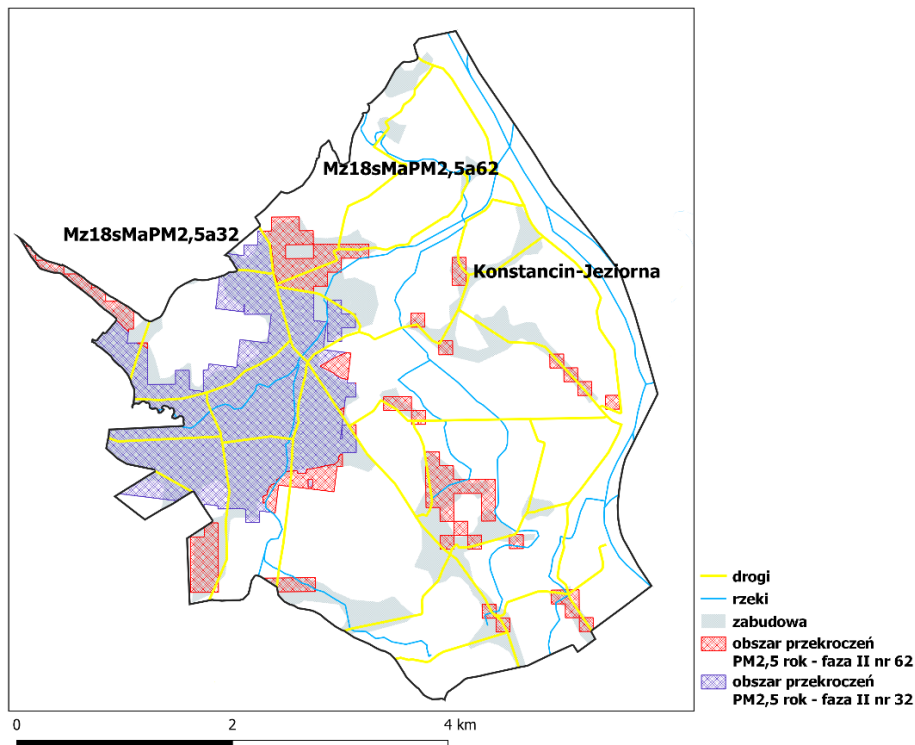 Mz18sMaPM2,5a62
Mz18sMaPM2,5a32
Konstancin-Jeziorna
drogi
rzeki
zabudowa
obszar przekroczeń
PM2,5 rok - faza II nr 62
obszar przekroczeń
PM2,5 rok - faza II nr 32
0 2 4 km